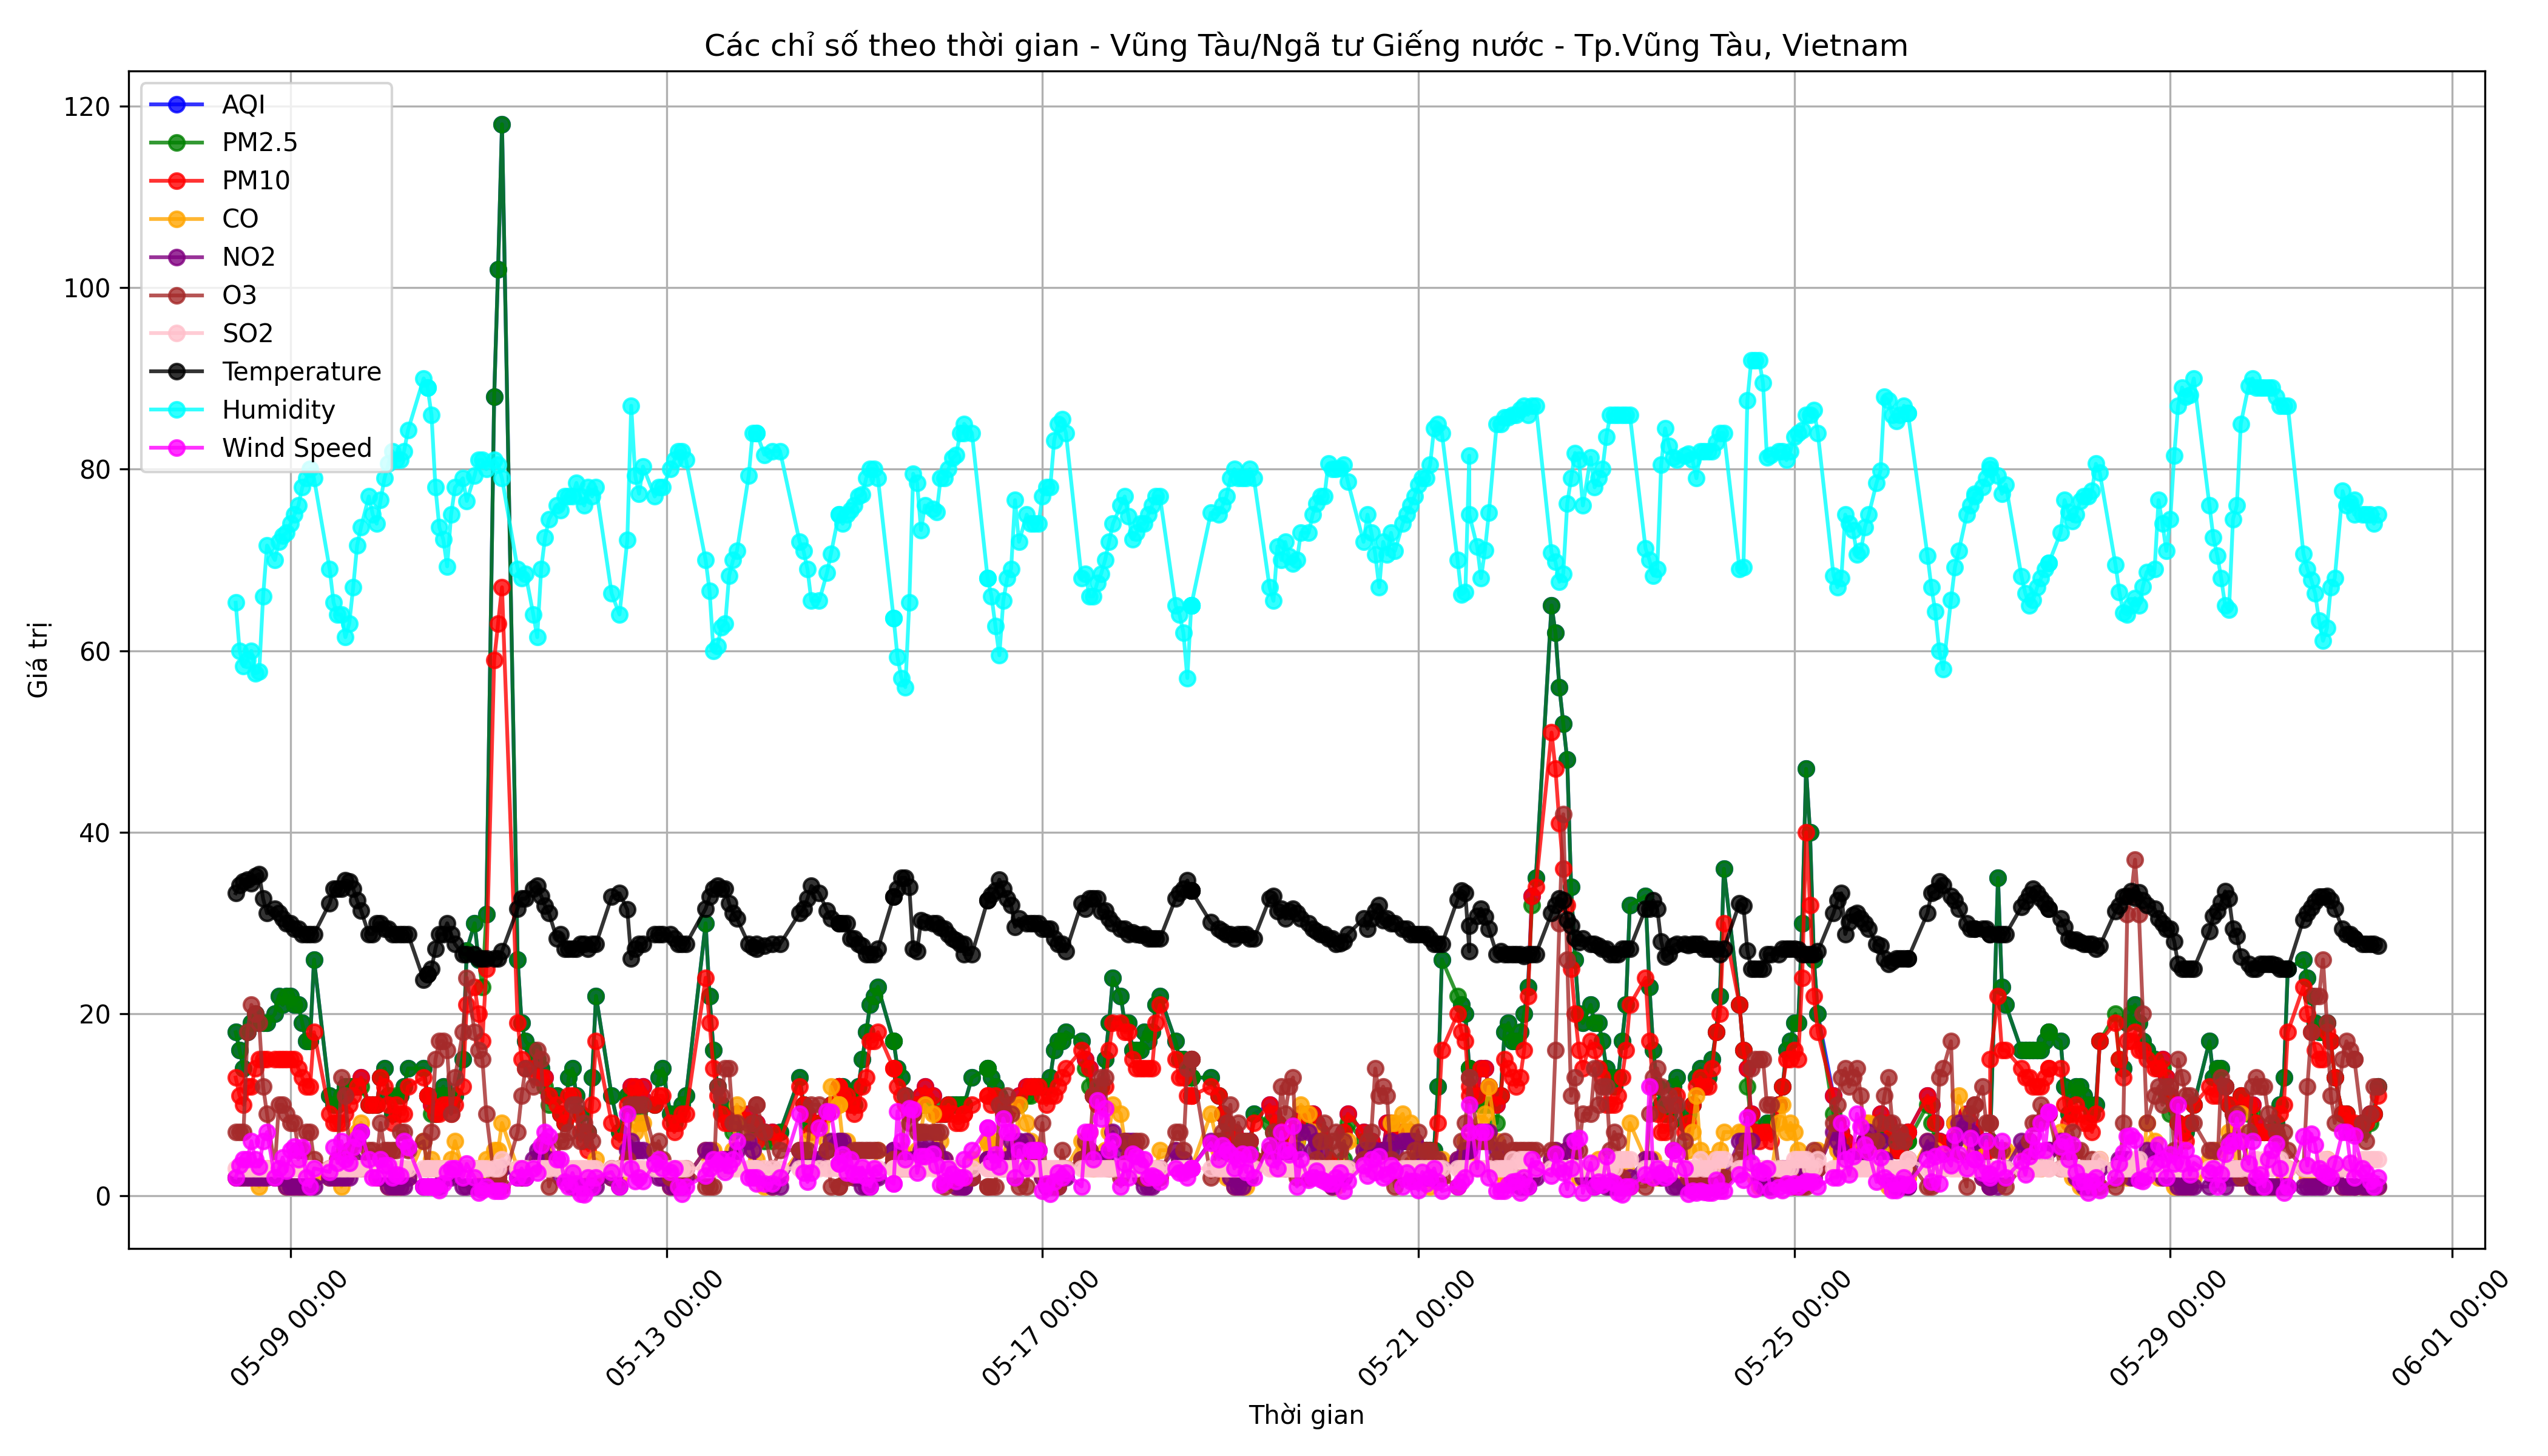 Các chỉ số theo thời gian - Vũng Tàu/Ngã tư Giếng nước - Tp.Vũng Tàu, Vietnam
AQI
PM2.5
PM10
CO
NO2
O3
SO2
Temperature
Humidity
Wind Speed
Giá trị
120
100
80
60
40
20
0
05-09 00:00
05-13 00:00
05-17 00:00
05-21 00:00
05-25 00:00
05-29 00:00
06-01 00:00
Thời gian